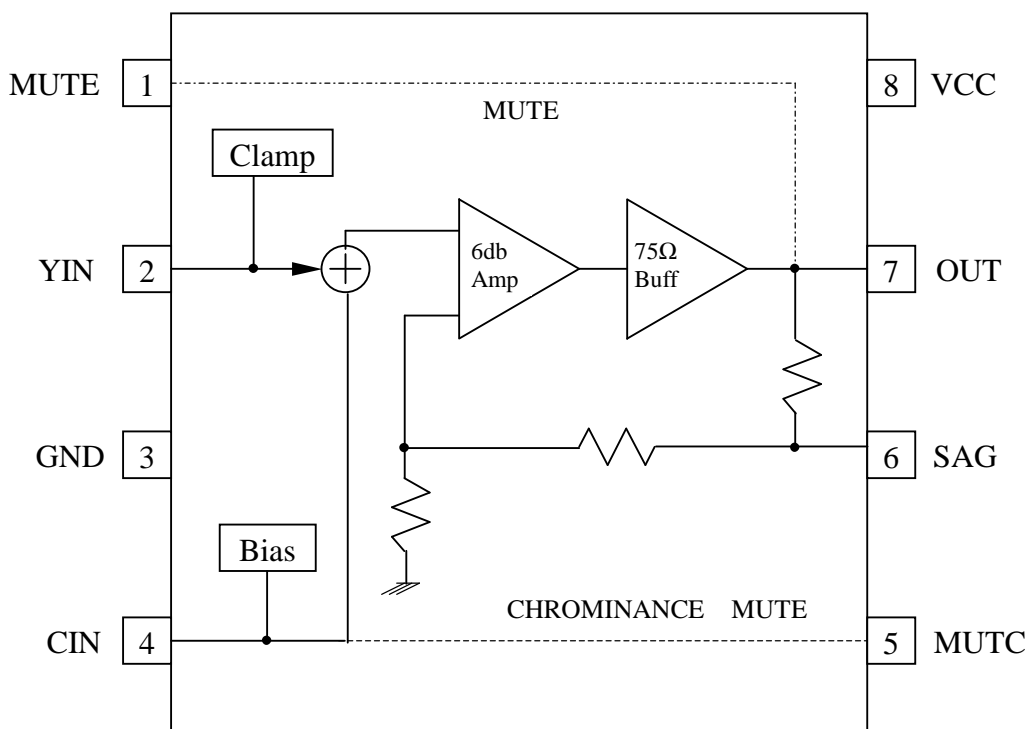 MUTE 1
MUTE
8 VCC
Clamp
YIN 2
6db
Amp
75Ω
Buff
7 OUT
GND 3
6 SAG
Bias
CHROMINANCE MUTE
CIN 4
5 MUTC